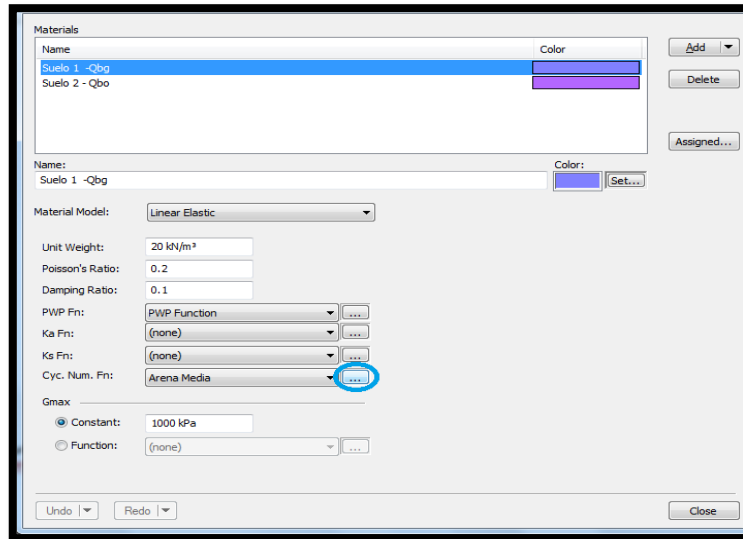 Materials
Name Color
Suelo 1 -Qbg
Suelo 2 - Qbo
Add
Delete
Assigned...
Name: Color:
Suelo 1 -Qbg Set...
Material Model: Linear Elastic
Unit Weight: 20 kN/m³
Poisson's Ratio: 0.2
Damping Ratio: 0.1
PWP Fn: PWP Function ...
Ka Fn: (none) ...
Ks Fn: (none) ...
Cyc. Num. Fn: Arena Media ...
Gmax
Constant: 1000 kPa
Function: (none) ...
Undo Redo Close